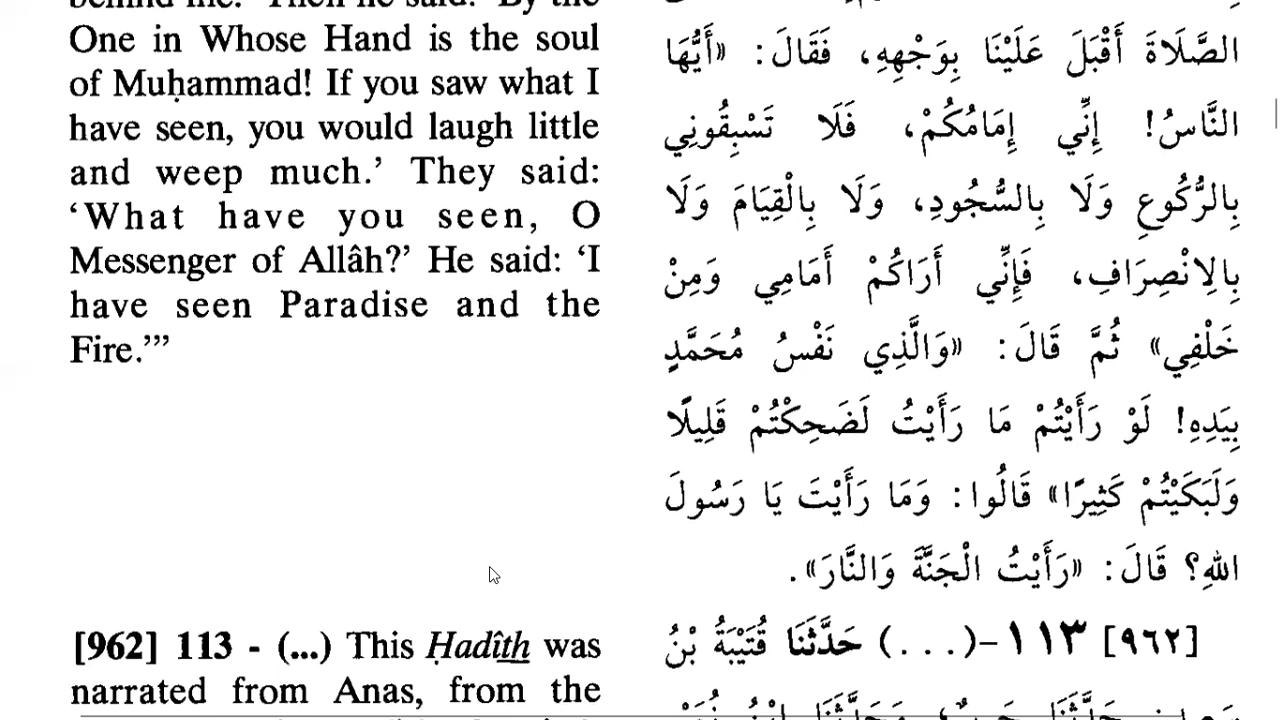 One in Whose Hand is the soul
of Muḥammad! If you saw what I
have seen, you would laugh little
and weep much.’ They said:
‘What have you seen, O
Messenger of Allâh?’ He said: ‘I
have seen Paradise and the
Fire.’”
[962] 113 - (...) This Ḥadîth was
narrated from Anas, from the
الصَّلَاةَ أَقْبَلَ عَلَيْنَا بِوَجْهِهِ، فَقَالَ: «أَيُّهَا
النَّاسُ! إِنِّي إِمَامُكُمْ، فَلَا تَسْبِقُونِي
بِالرُّكُوعِ وَلَا بِالسُّجُودِ، وَلَا بِالْقِيَامِ وَلَا
بِالِانْصِرَافِ، فَإِنِّي أَرَاكُمْ أَمَامِي وَمِنْ
خَلْفِي» ثُمَّ قَالَ: «وَالَّذِي نَفْسُ مُحَمَّدٍ
بِيَدِهِ! لَوْ رَأَيْتُمْ مَا رَأَيْتُ لَضَحِكْتُمْ قَلِيلًا
وَلَبَكَيْتُمْ كَثِيرًا» قَالُوا: وَمَا رَأَيْتَ يَا رَسُولَ
اللهِ؟ قَالَ: «رَأَيْتُ الْجَنَّةَ وَالنَّارَ».
[٩٦٢] ١١٣-(...) حَدَّثَنَا قُتَيْبَةُ بْنُ